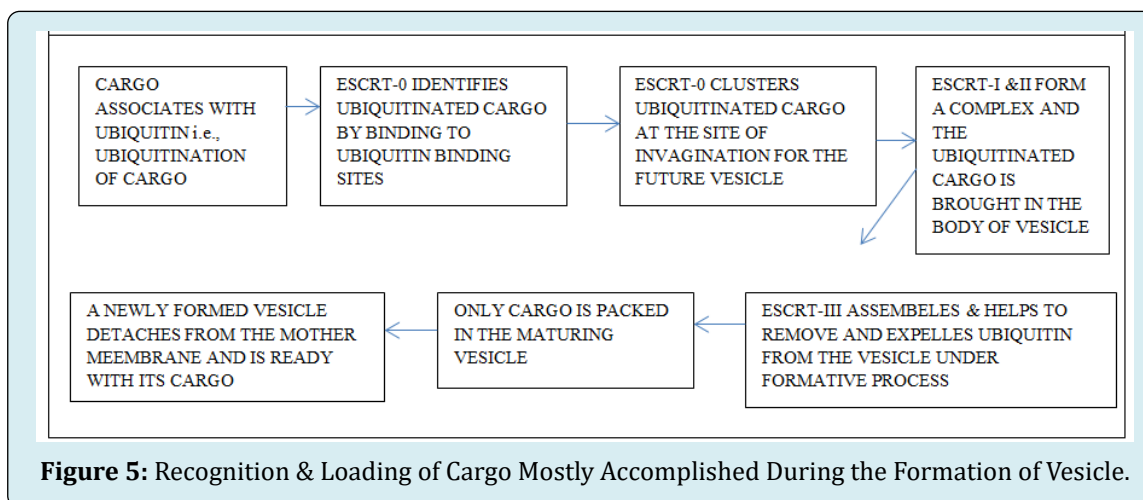 CARGO
ASSOCIATES WITH
UBIQUITIN i.e.,
UBIQUITINATION
OF CARGO
ESCRT-0 IDENTIFIES
UBIQUITINATED CARGO
BY BINDING TO
UBIQUITIN BINDING
SITES
ESCRT-0 CLUSTERS
UBIQUITINATED CARGO
AT THE SITE OF
INVAGINATION FOR THE
FUTURE VESICLE
ESCRT-I &II FORM
A COMPLEX AND
THE
UBIQUITINATED
CARGO IS
BROUGHT IN THE
BODY OF VESICLE
ESCRT-III ASSEMBELES & HELPS TO
REMOVE AND EXPELLES UBIQUITIN
FROM THE VESICLE UNDER
FORMATIVE PROCESS
ONLY CARGO IS PACKED
IN THE MATURING
VESICLE
A NEWLY FORMED VESICLE
DETACHES FROM THE MOTHER
MEEMBRANE AND IS READY
WITH ITS CARGO
Figure 5: Recognition & Loading of Cargo Mostly Accomplished During the Formation of Vesicle.